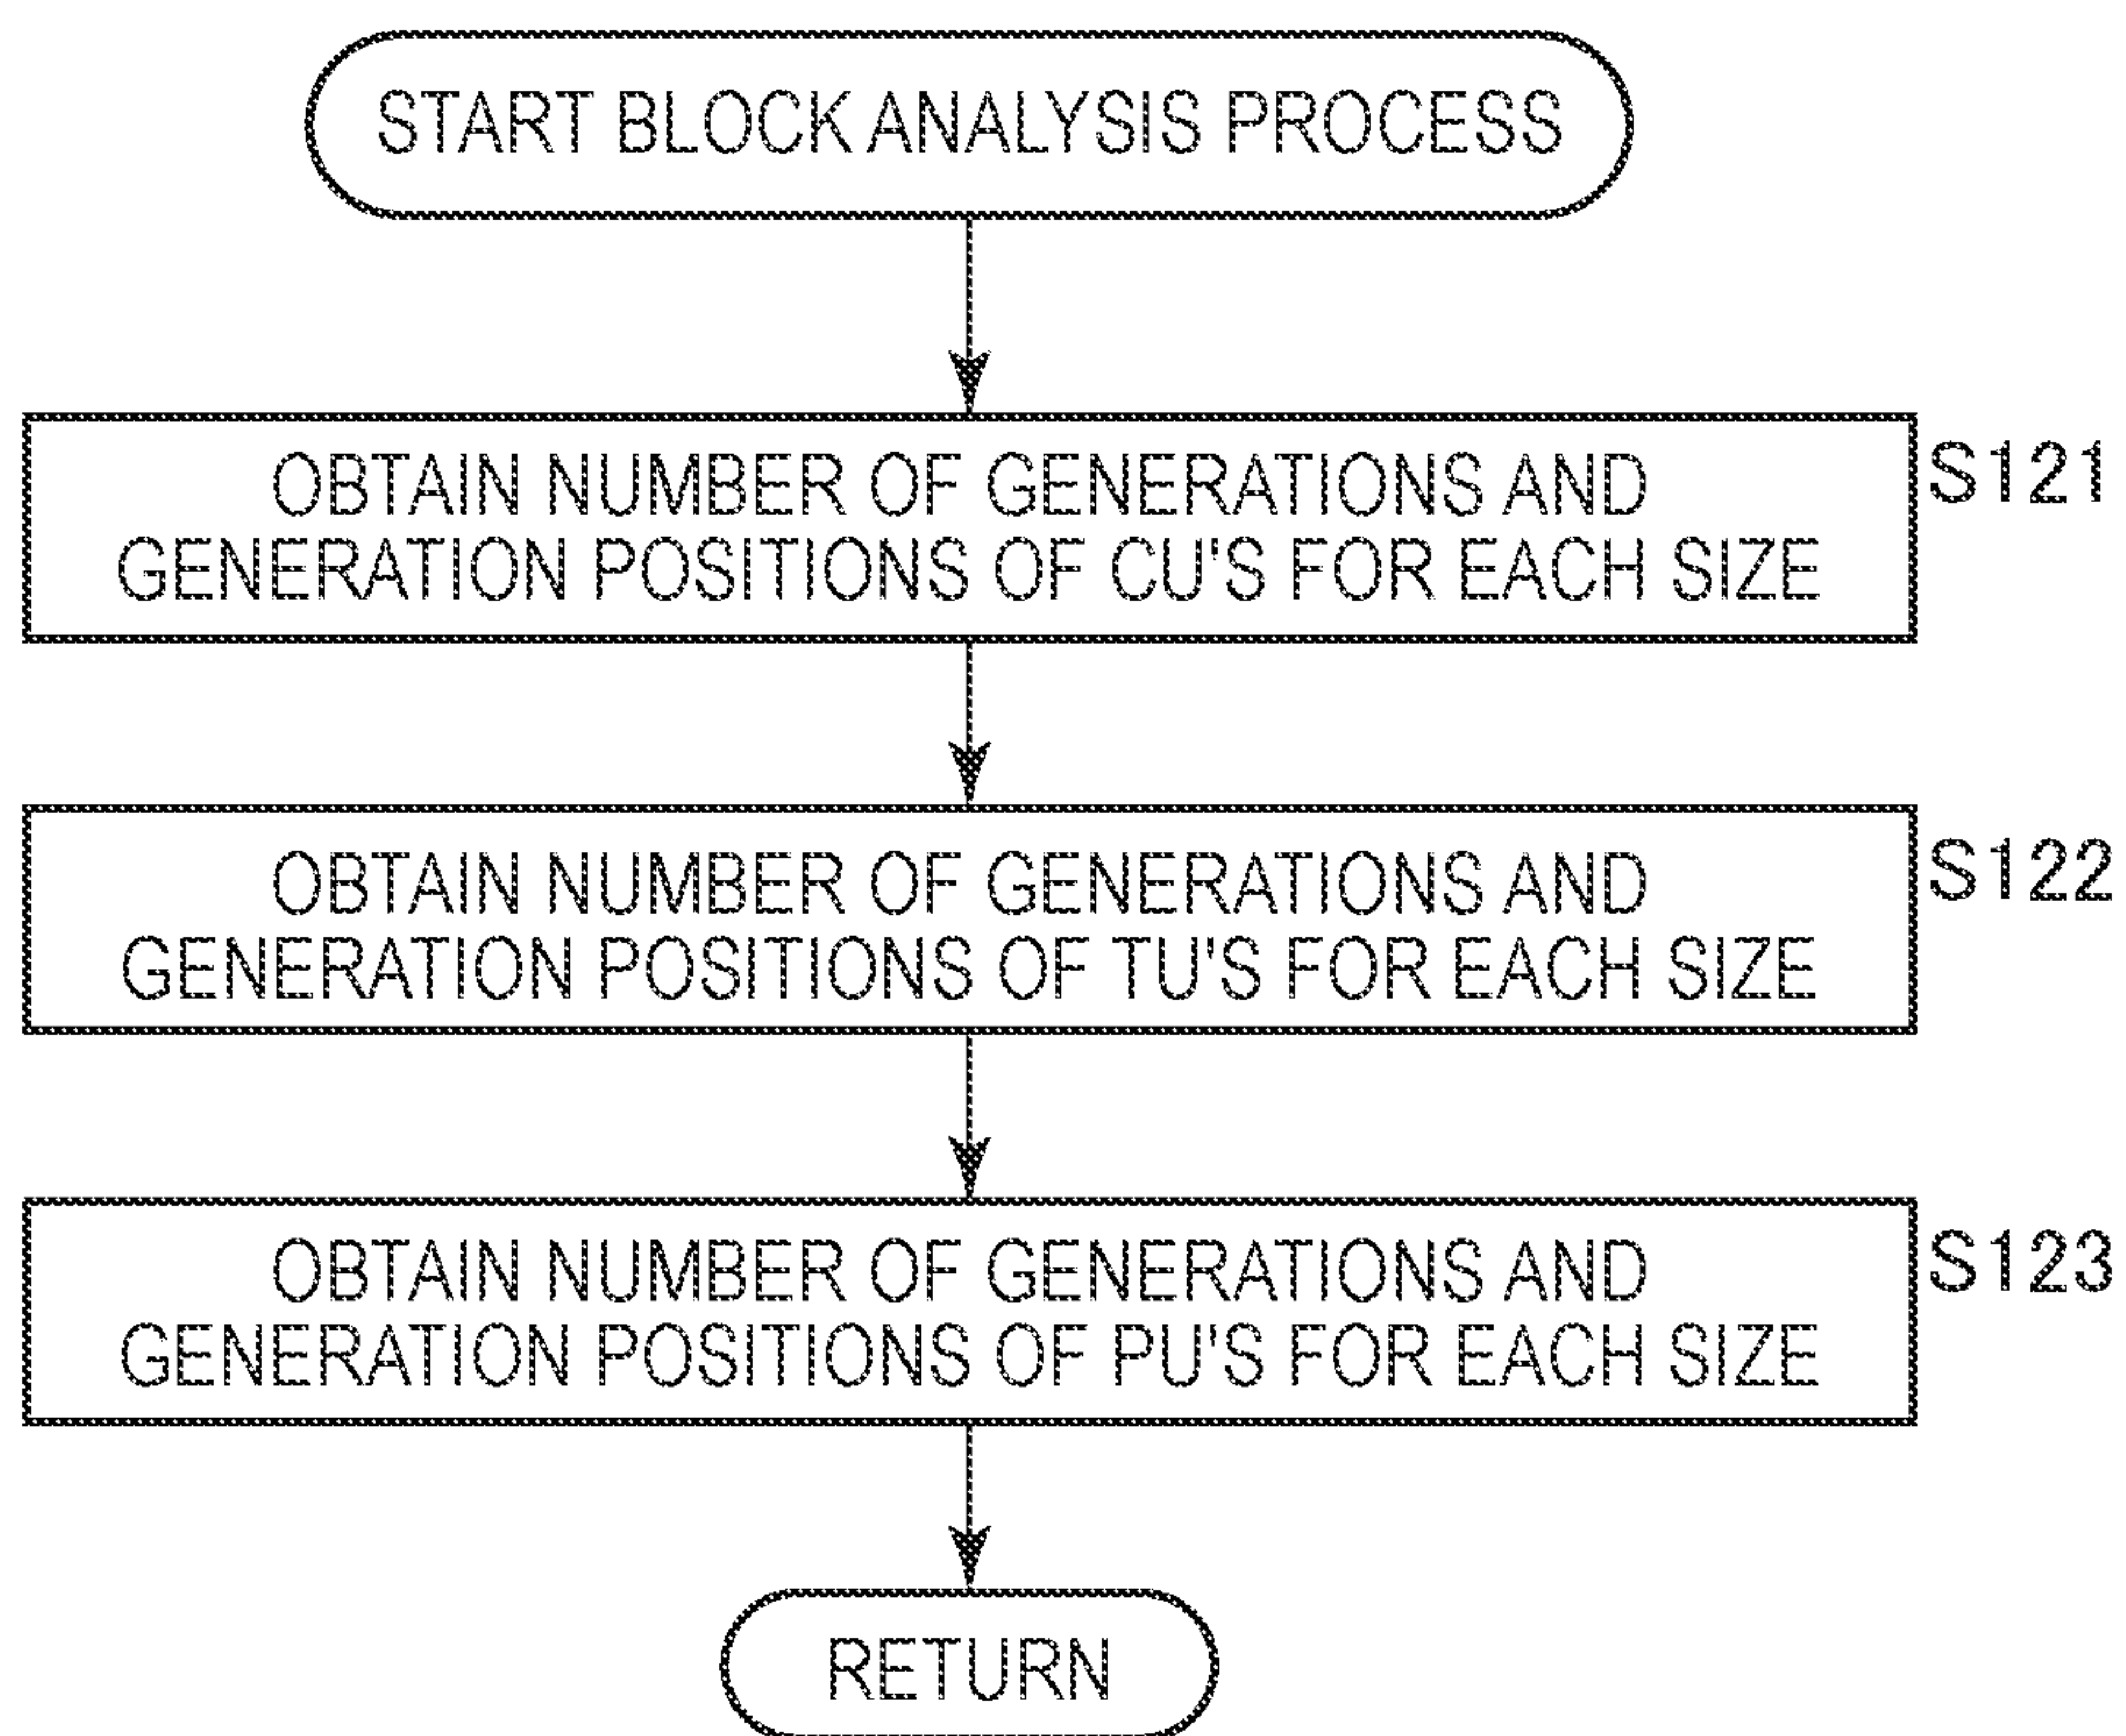 START BLOCK ANALYSIS PROCESS
OBTAIN NUMBER OF GENERATIONS AND
GENERATION POSITIONS OF CU'S FOR EACH SIZE
S121
OBTAIN NUMBER OF GENERATIONS AND
GENERATION POSITIONS OF TU'S FOR EACH SIZE
S122
OBTAIN NUMBER OF GENERATIONS AND
GENERATION POSITIONS OF PU'S FOR EACH SIZE
S123
RETURN